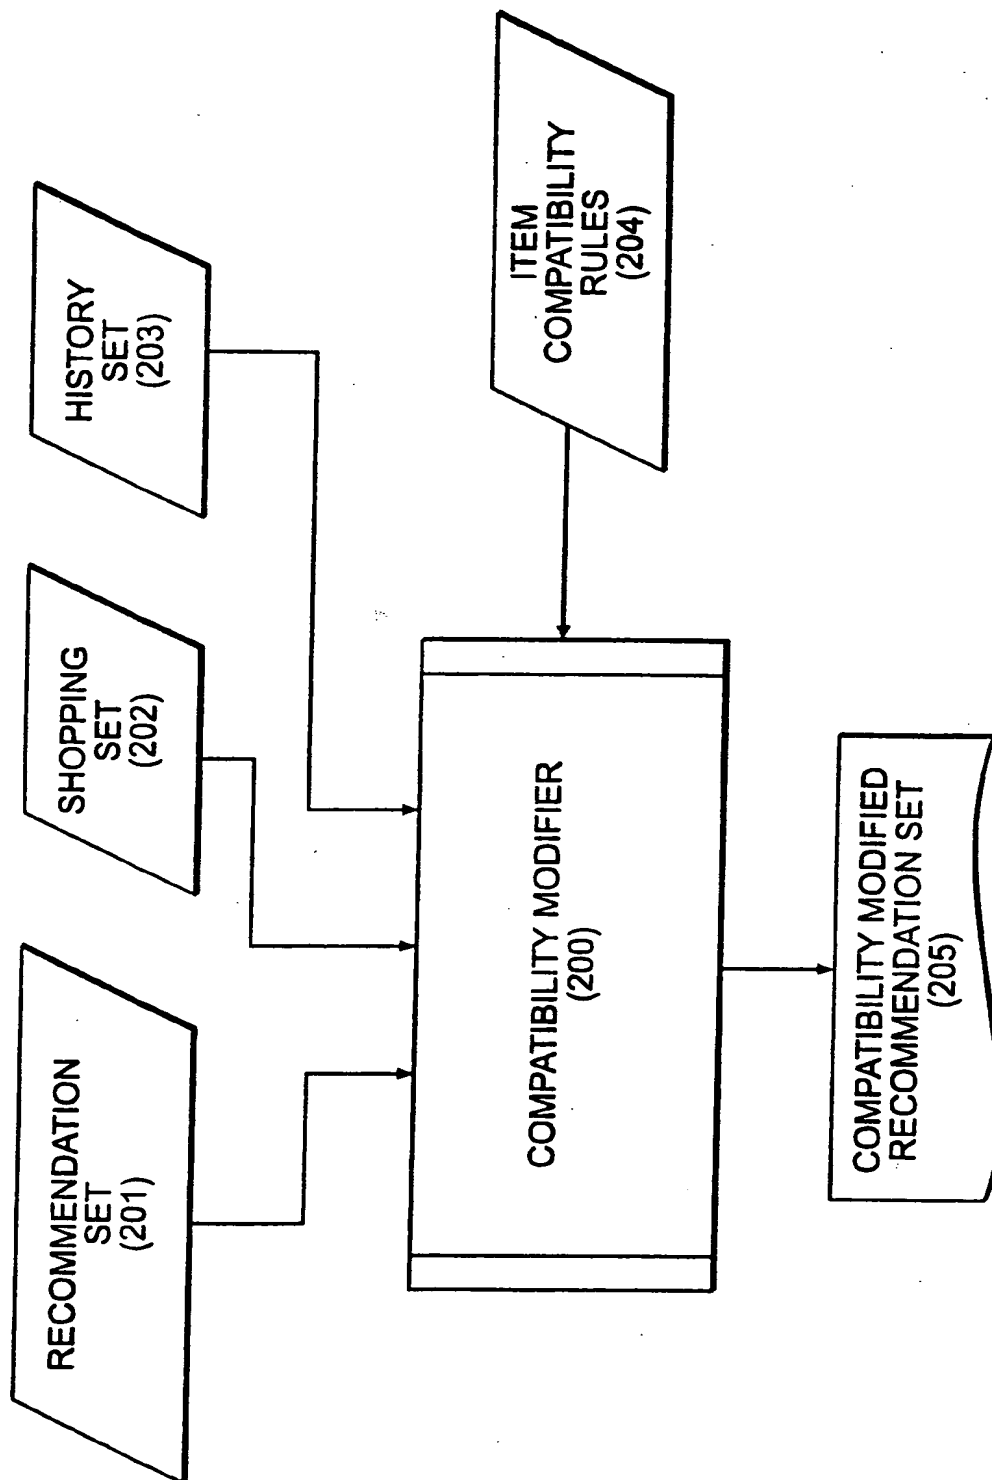 RECOMMENDATION
SET
(201)
SHOPPING
SET
(202)
HISTORY
SET
(203)
COMPATIBILITY MODIFIER
(200)
ITEM
COMPATIBILITY
RULES
(204)
COMPATIBILITY MODIFIED
RECOMMENDATION SET
(205)